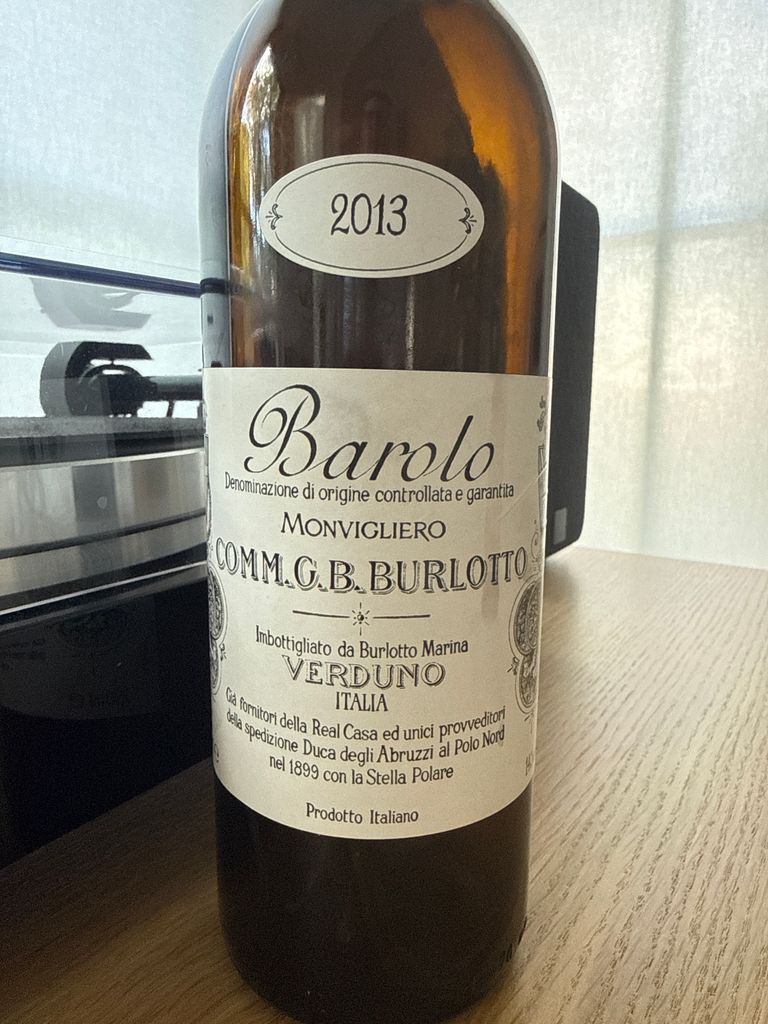 2013
Barolo
Denominazione di origine controllata e garantita
MONVIGLIERO
COMM. G. B. BURLOTTO
Imbottigliato da Burlotto Marina
VERDUNO
ITALIA
Già fornitori della Real Casa ed unici provveditori
della spedizione Duca degli Abruzzi al Polo Nord
nel 1899 con la Stella Polare
Prodotto Italiano